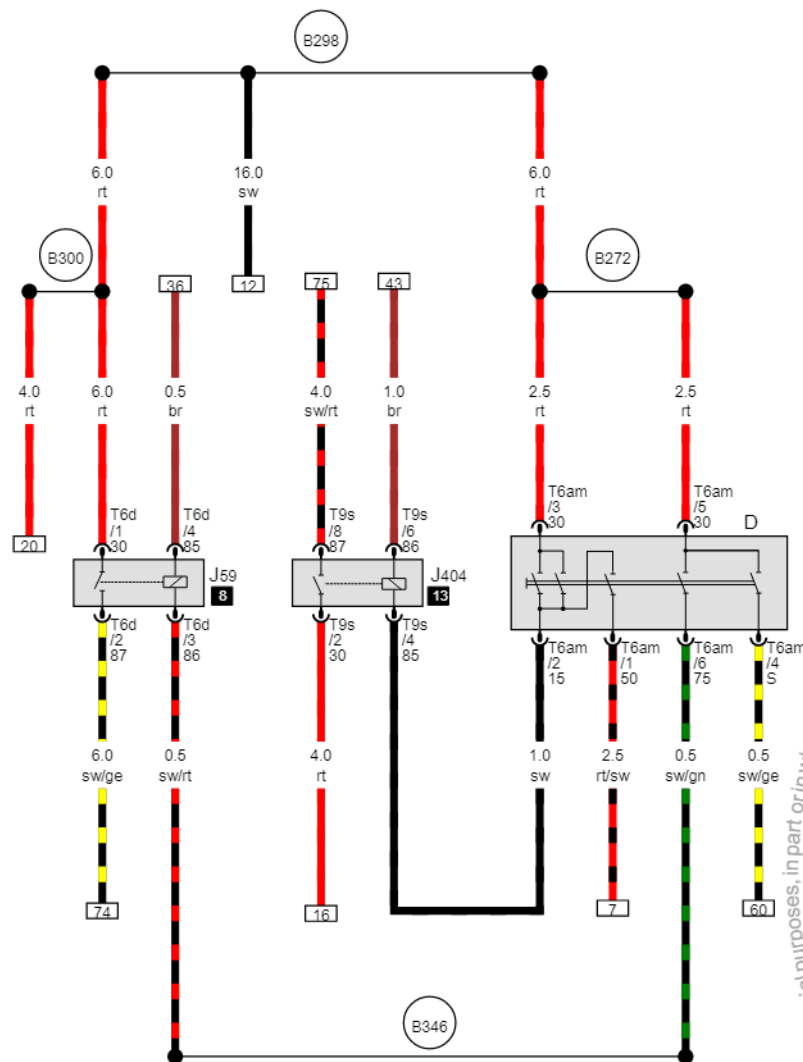 B298
6.0
rt
16.0
sw
6.0
rt
B300
B272
36
12
75
43
4.0
rt
6.0
rt
0.5
br
4.0
sw/rt
1.0
br
2.5
rt
2.5
rt
20
T6d
/1
30
T6d
/4
85
T9s
/8
87
T9s
/6
86
T6am
/3
30
T6am
/5
30
D
J59
8
J404
13
T6d
/2
87
T6d
/3
86
T9s
/2
30
T9s
/4
85
T6am
/2
15
T6am
/1
50
T6am
/6
75
T6am
/4
S
6.0
sw/ge
0.5
sw/rt
4.0
rt
1.0
sw
2.5
rt/sw
0.5
sw/gn
0.5
sw/ge
74
16
7
60
purposes, in part or in
B346